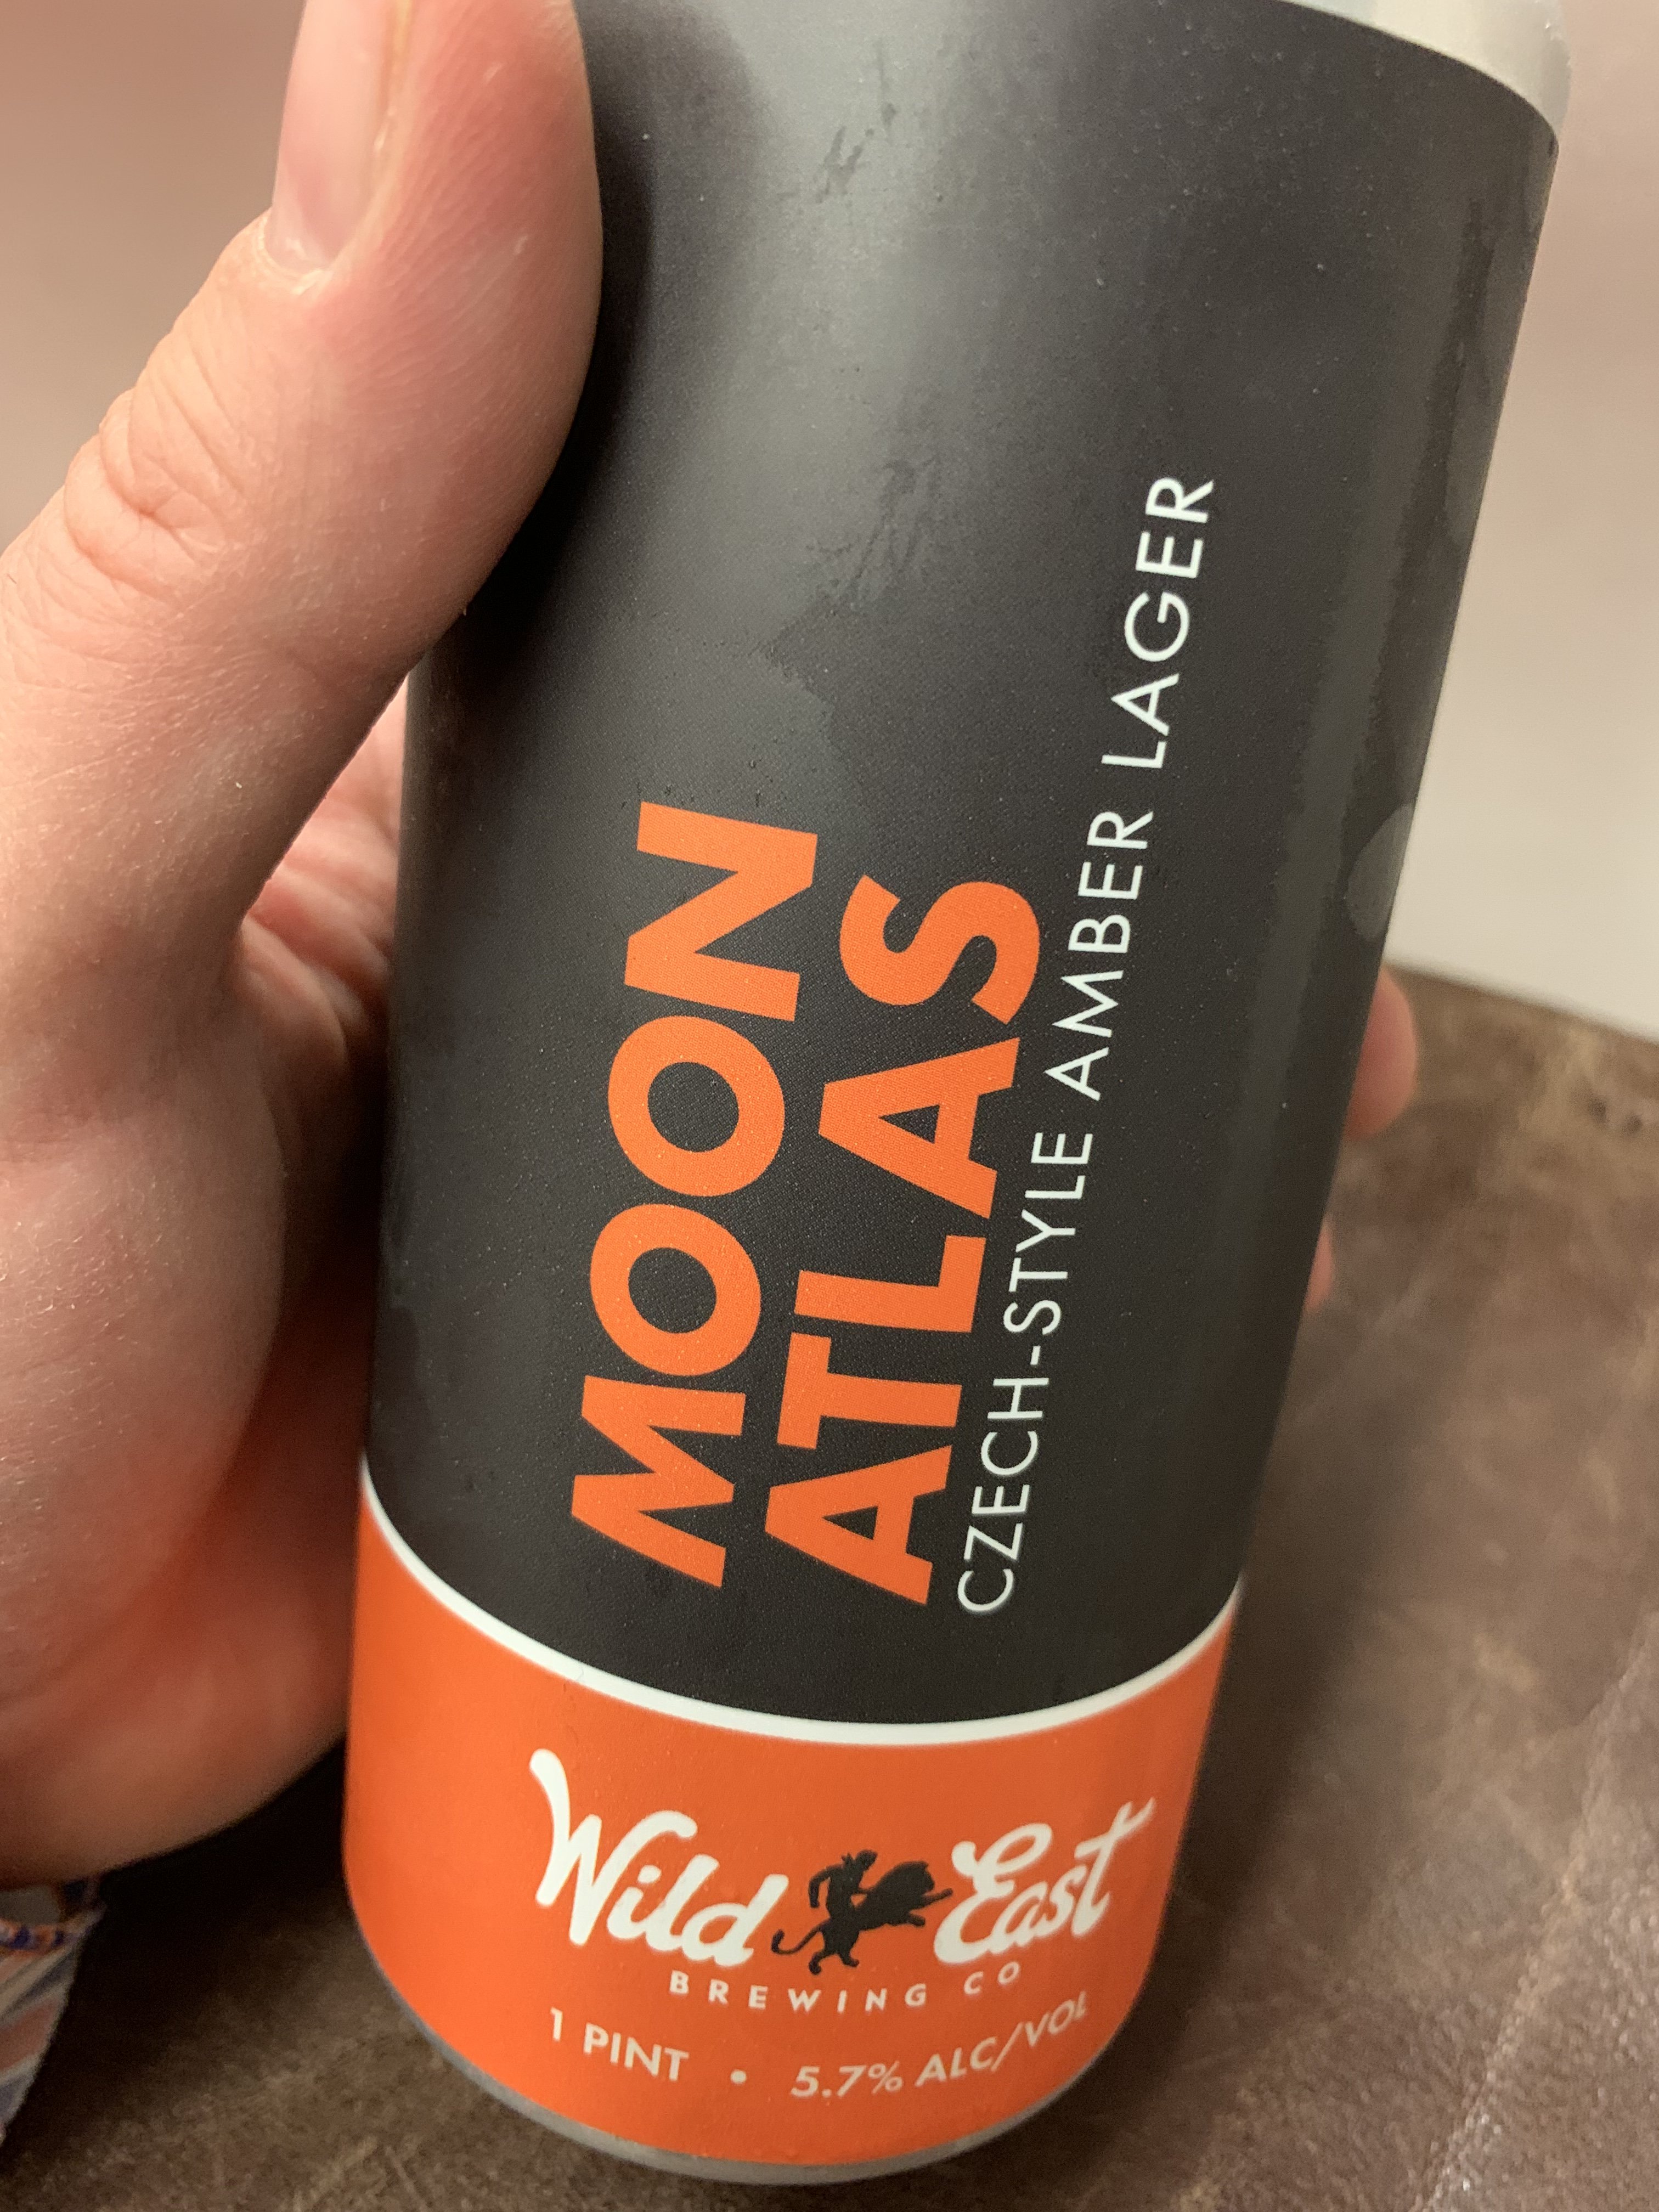 MOON
ATLAS
CZECH-STYLE AMBER LAGER
Wild East
BREWING CO
1 PINT • 5.7% ALC/VOL